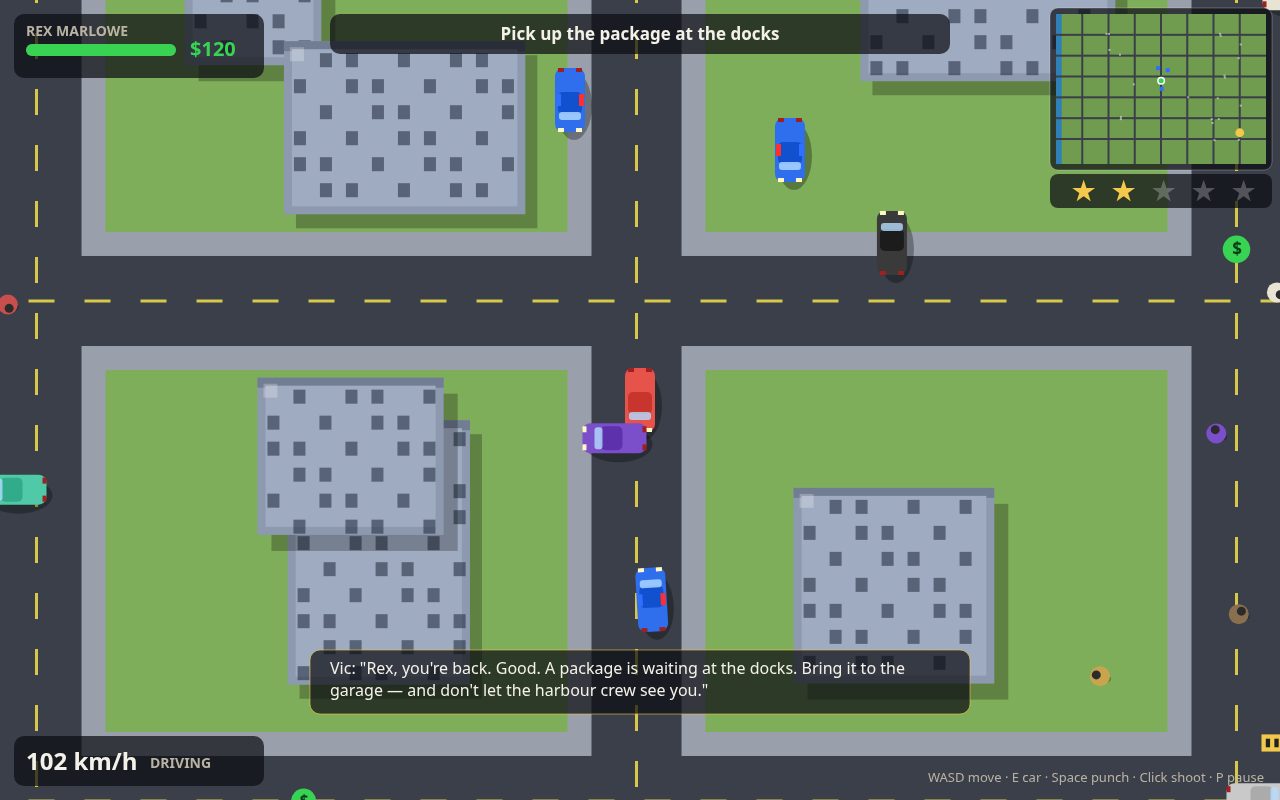 REX MARLOWE
$120
Pick up the package at the docks
$
Vic: "Rex, you're back. Good. A package is waiting at the docks. Bring it to the
garage — and don't let the harbour crew see you."
102 km/h DRIVING
WASD move · E car · Space punch · Click shoot · P pause
$